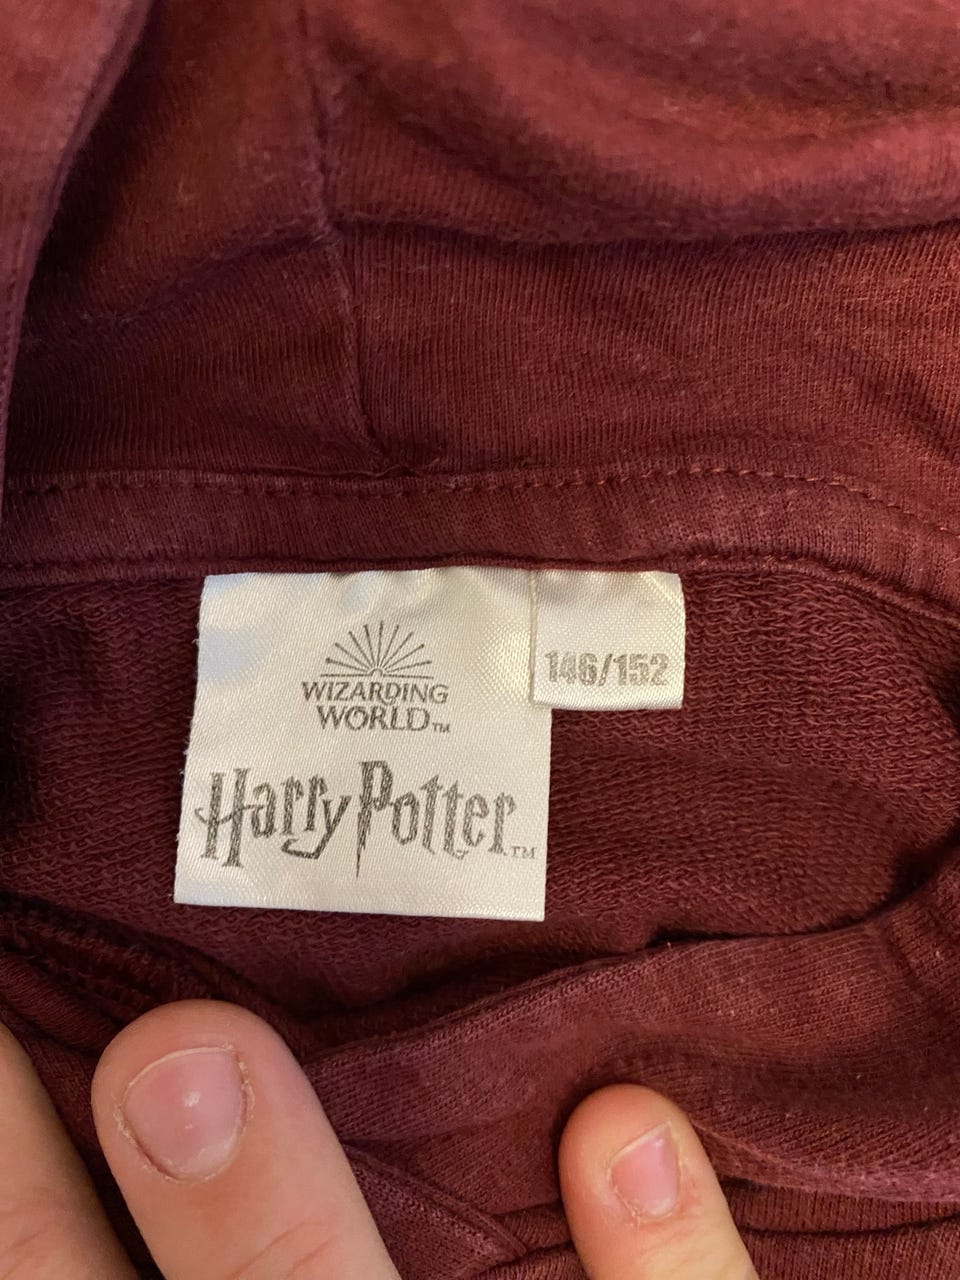 WIZARDING
WORLD™
Harry Potter™
146/152